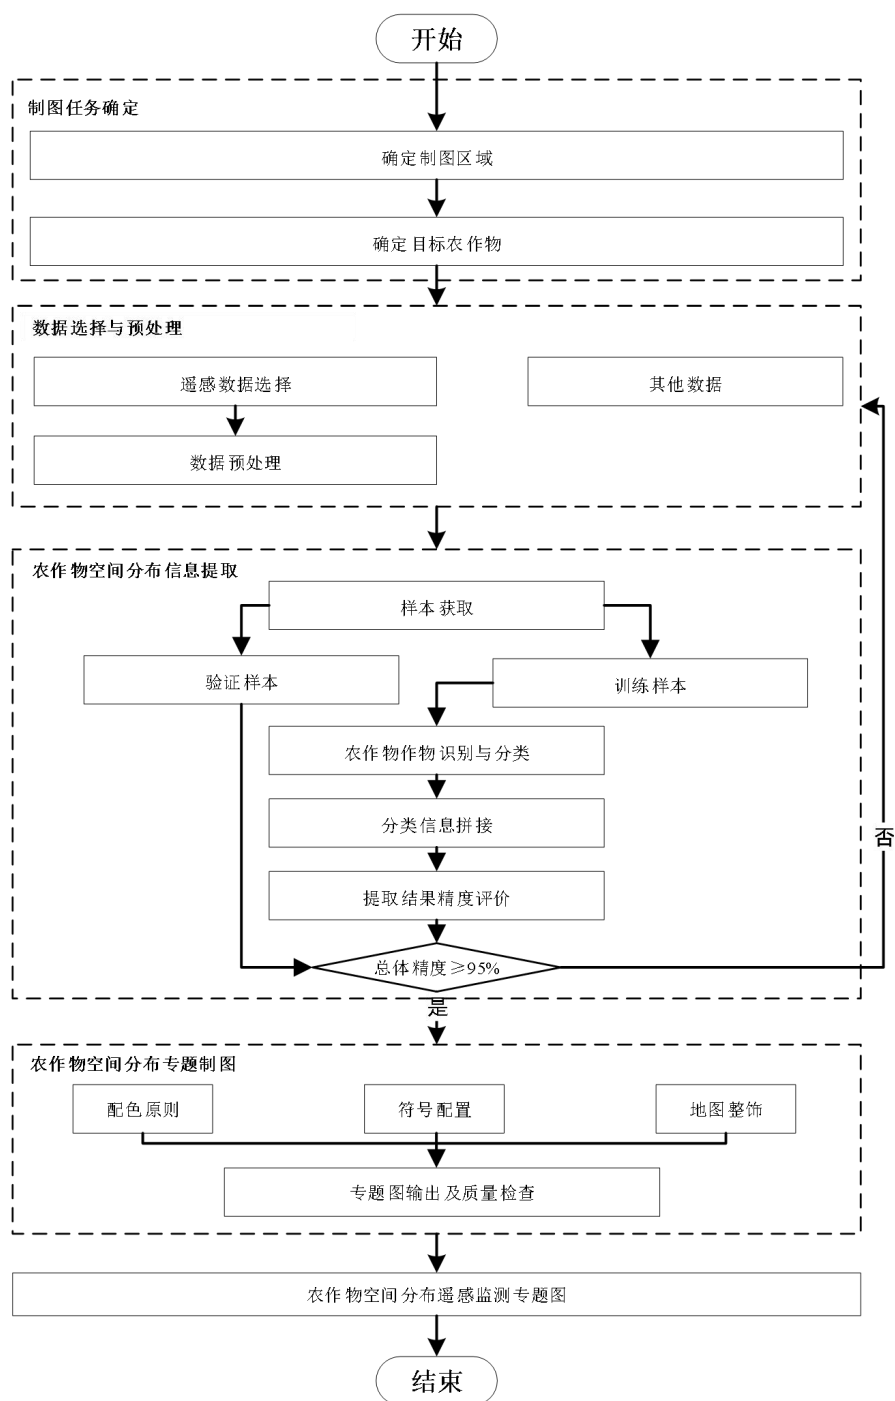 开始
制图任务确定
确定制图区域
确定目标农作物
数据选择与预处理
遥感数据选择
其他数据
数据预处理
农作物空间分布信息提取
样本获取
验证样本
训练样本
农作物作物识别与分类
分类信息拼接
否
提取结果精度评价
总体精度≥95%
是
农作物空间分布专题制图
配色原则
符号配置
地图整饰
专题图输出及质量检查
农作物空间分布遥感监测专题图
结束